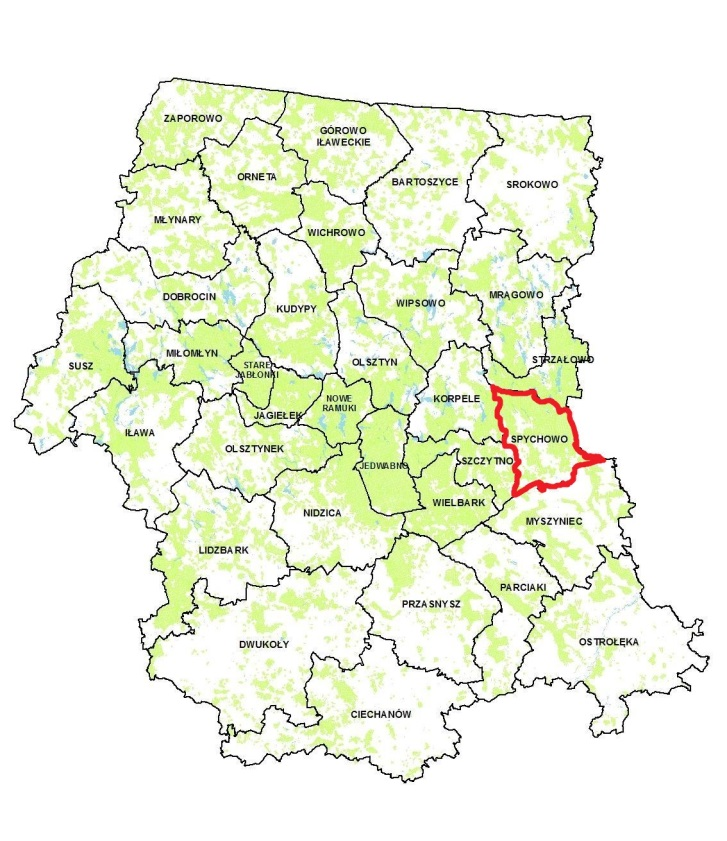 ZAPOROWO
GÓROWO
IŁAWECKIE
ORNETA
BARTOSZYCE
SROKOWO
MŁYNARY
WICHROWO
DOBROCIN
KUDYPY
WIPSOWO
MRĄGOWO
SUSZ
MIŁOMŁYN
STARE
JABŁONKI
OLSZTYN
STRZAŁOWO
JAGIEŁEK
NOWE
RAMUKI
KORPELE
IŁAWA
SPYCHOWO
OLSZTYNEK
JEDWABNO
SZCZYTNO
WIELBARK
NIDZICA
MYSZYNIEC
LIDZBARK
PARCIAKI
PRZASNYSZ
DWUKOŁY
OSTROŁĘKA
CIECHANÓW